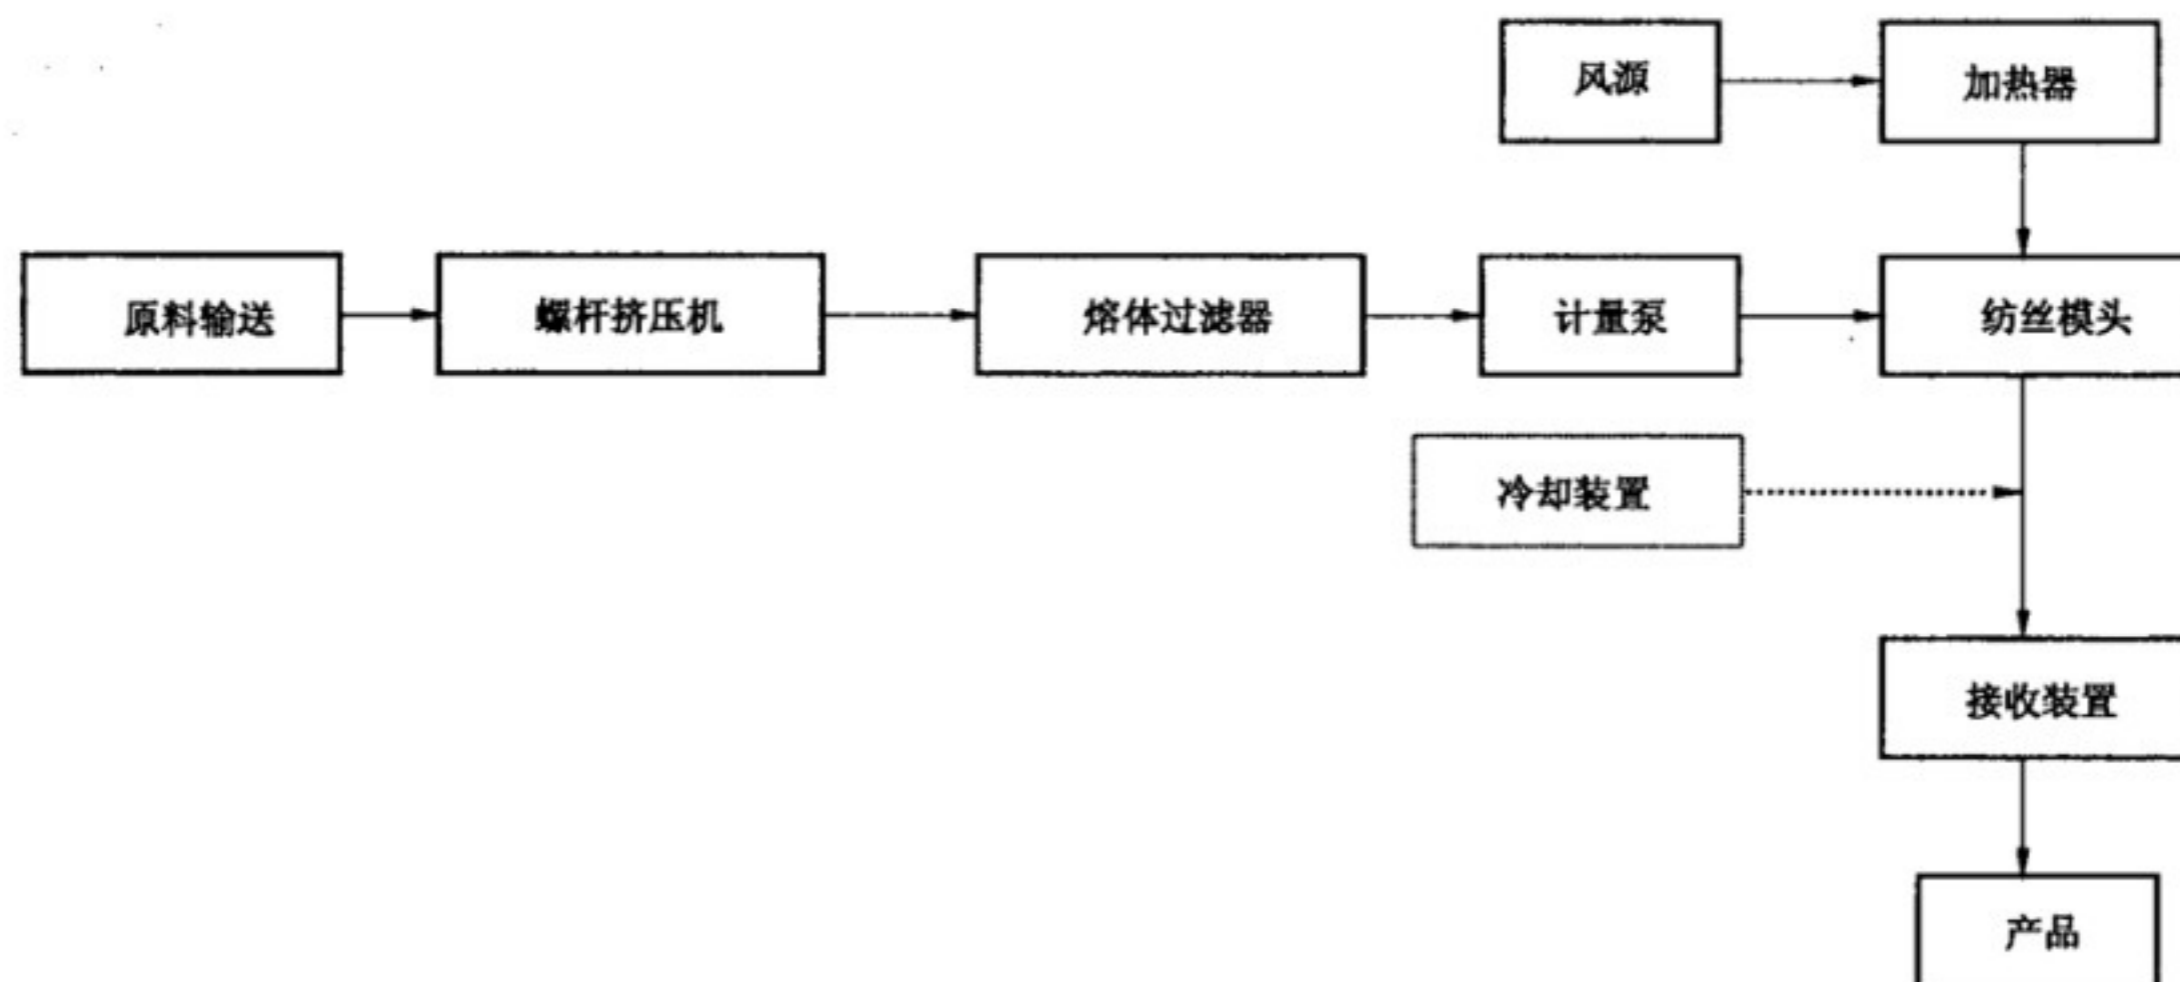 风源
加热器
原料输送
螺杆挤压机
熔体过滤器
计量泵
纺丝模头
冷却装置
接收装置
产品